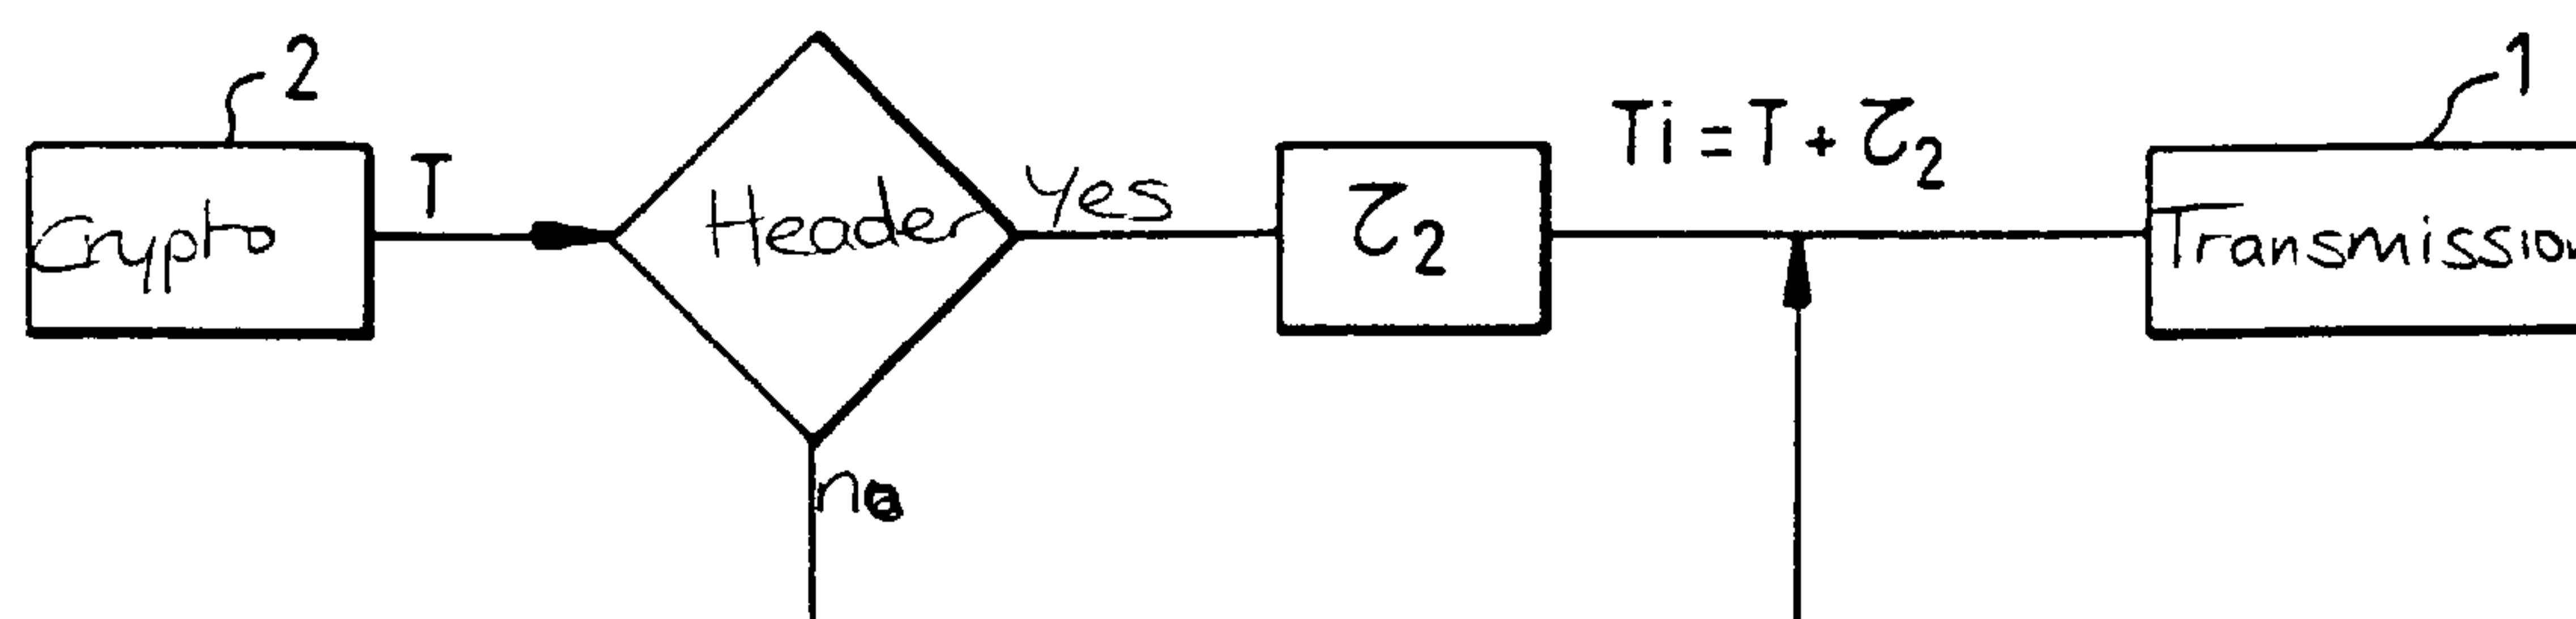 2
1
Crypto
T
Header
Yes
τ2
Ti = T + τ2
Transmission
no